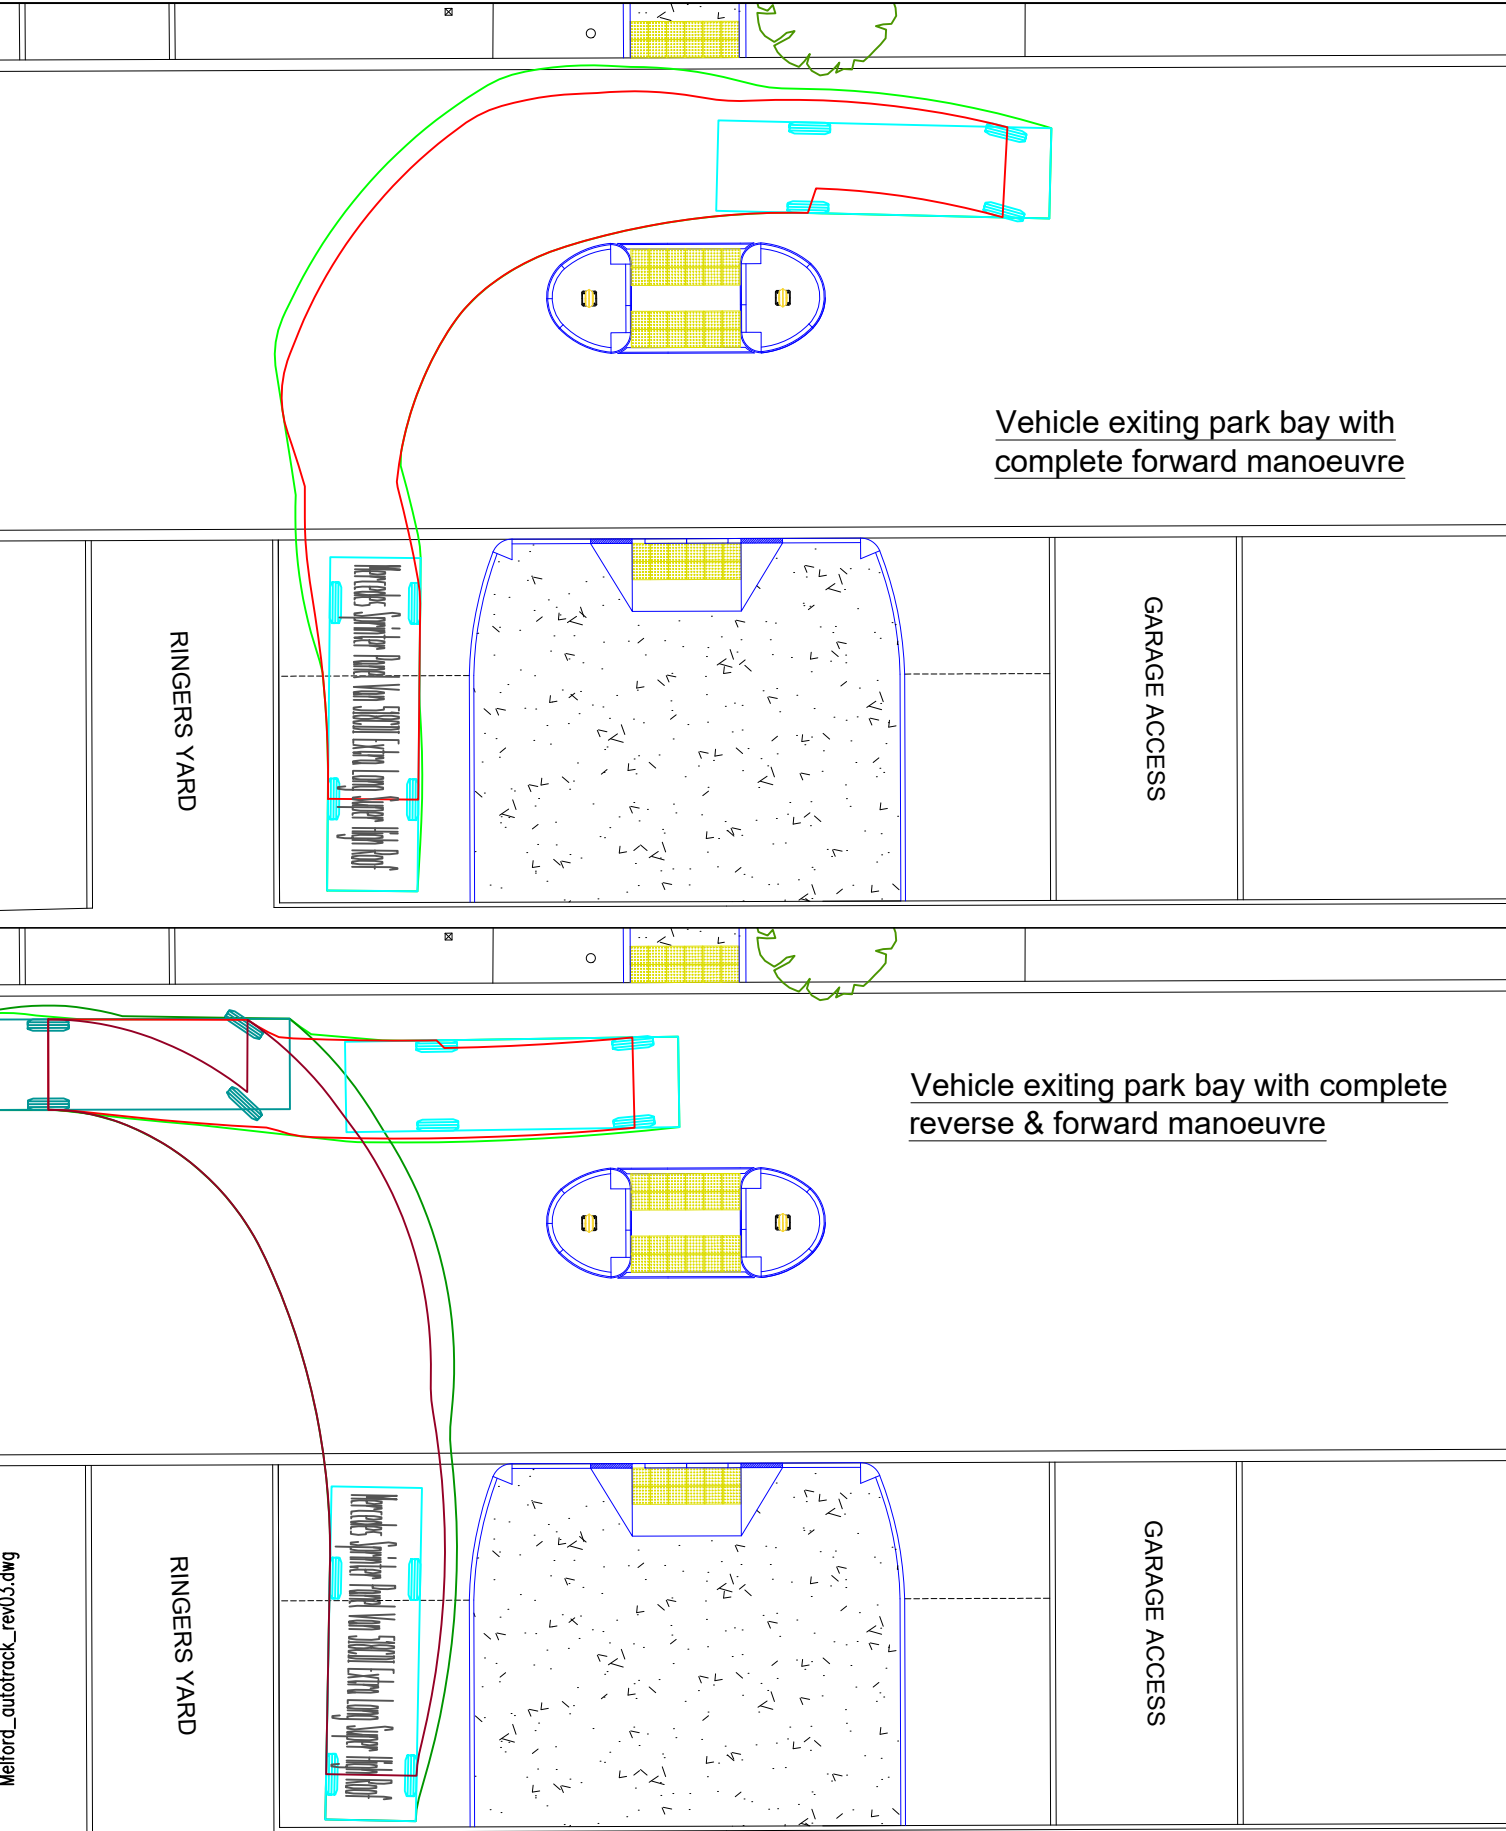 Vehicle exiting park bay with
complete forward manoeuvre
RINGERS YARD
Mercedes Sprinter Panel Van 519CDI Extra Long Super High Roof
GARAGE ACCESS
Vehicle exiting park bay with complete
reverse & forward manoeuvre
Melford_autotrack_rev03.dwg
RINGERS YARD
Mercedes Sprinter Panel Van 519CDI Extra Long Super High Roof
GARAGE ACCESS